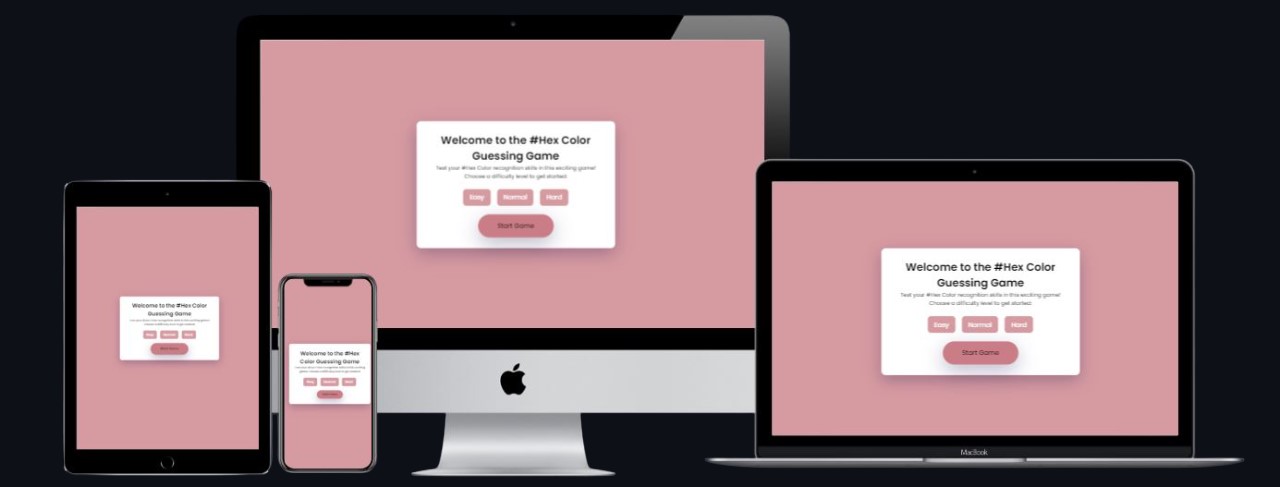 Welcome to the #Hex Color
Guessing Game
Test your #Hex Color recognition skills in this exciting game!
Choose a difficulty level to get started:
Easy Normal Hard
Start Game
Welcome to the #Hex Color
Guessing Game
Test your #Hex Color recognition skills in this exciting game!
Choose a difficulty level to get started:
Easy Normal Hard
Start Game
MacBook
Welcome to the #Hex Color
Guessing Game
Easy Normal Hard
Welcome to the #Hex
Color Guessing Game
Easy Normal Hard